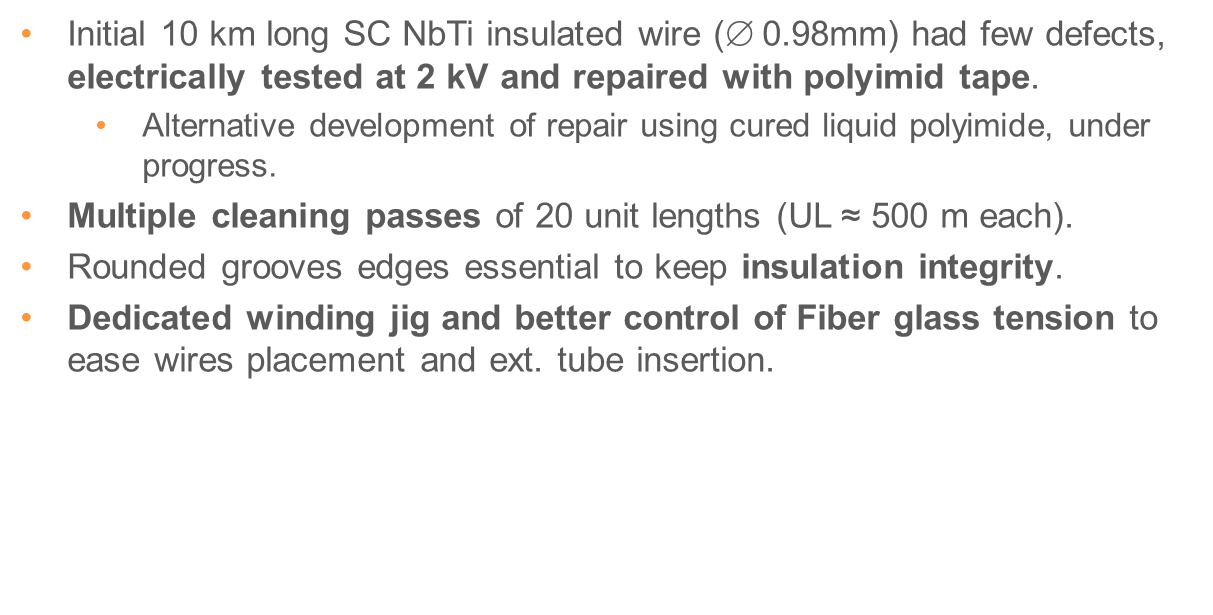 • Initial 10 km long SC NbTi insulated wire (∅ 0.98mm) had few defects,
electrically tested at 2 kV and repaired with polyimid tape.
• Alternative development of repair using cured liquid polyimide, under
progress.
• Multiple cleaning passes of 20 unit lengths (UL ≈ 500 m each).
• Rounded grooves edges essential to keep insulation integrity.
• Dedicated winding jig and better control of Fiber glass tension to
ease wires placement and ext. tube insertion.